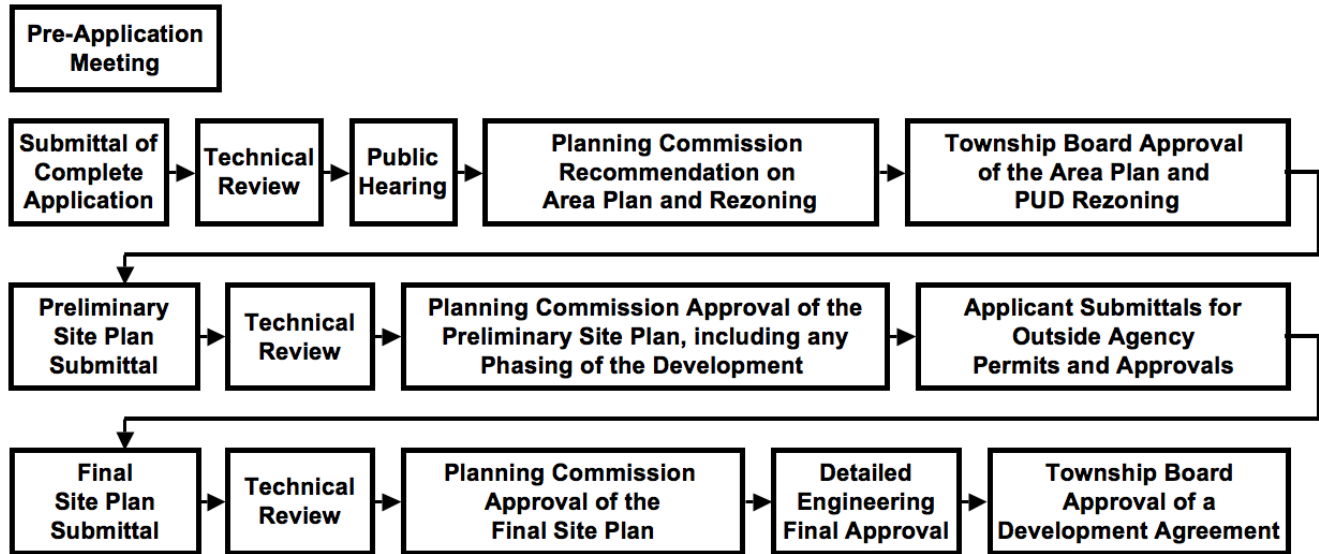 Pre-Application
Meeting
Submittal of
Complete
Application
Technical
Review
Public
Hearing
Planning Commission
Recommendation on
Area Plan and Rezoning
Township Board Approval
of the Area Plan and
PUD Rezoning
Preliminary
Site Plan
Submittal
Technical
Review
Planning Commission Approval of the
Preliminary Site Plan, including any
Phasing of the Development
Applicant Submittals for
Outside Agency
Permits and Approvals
Final
Site Plan
Submittal
Technical
Review
Planning Commission
Approval of the
Final Site Plan
Detailed
Engineering
Final Approval
Township Board
Approval of a
Development Agreement